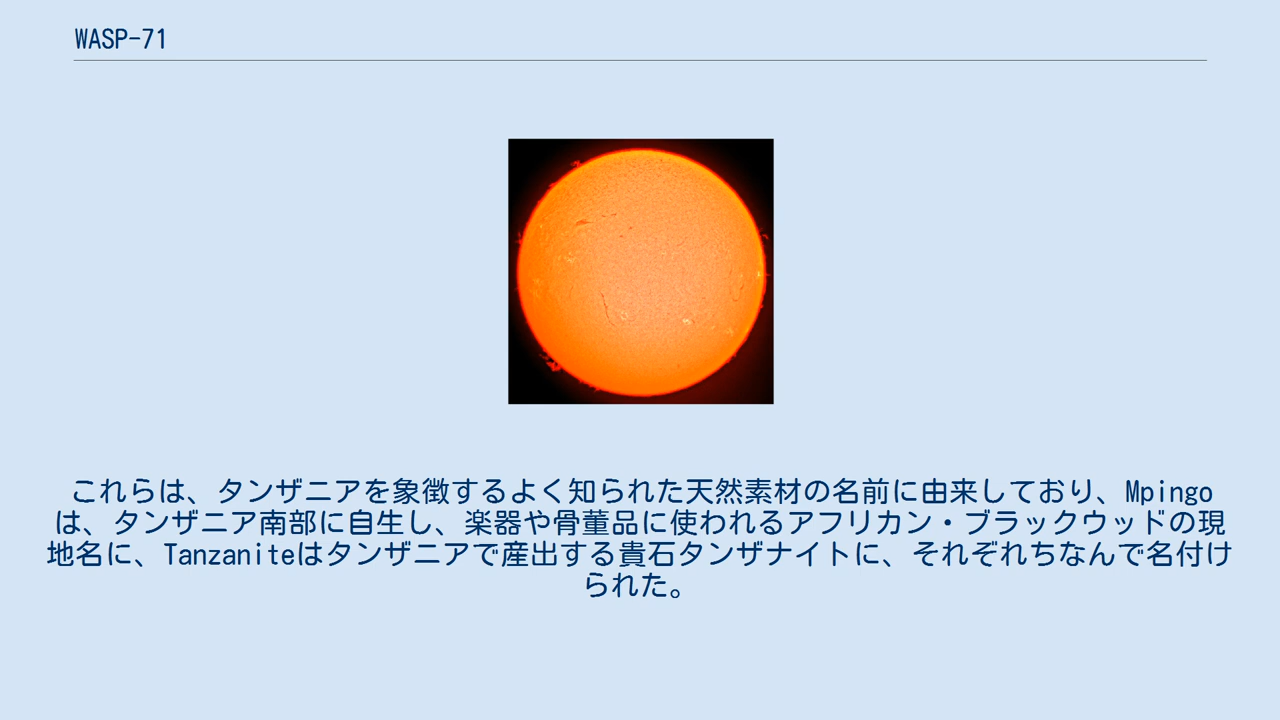 WASP-71
これらは、タンザニアを象徴するよく知られた天然素材の名前に由来しており、Mpingo
は、タンザニア南部に自生し、楽器や骨董品に使われるアフリカン・ブラックウッドの現
地名に、Tanzaniteはタンザニアで産出する貴石タンザナイトに、それぞれちなんで名付け
られた。